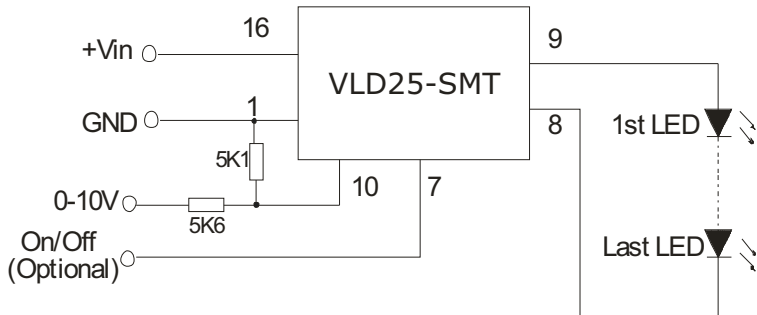 16
+Vin
9
VLD25-SMT
1
GND
8
1st LED
5K1
10
7
0-10V
5K6
On/Off
(Optional)
Last LED